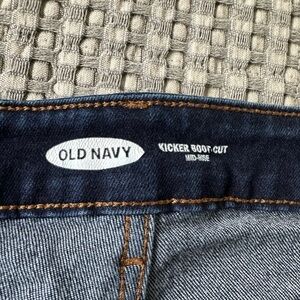 OLD NAVY
KICKER BOOT-CUT
MID-RISE